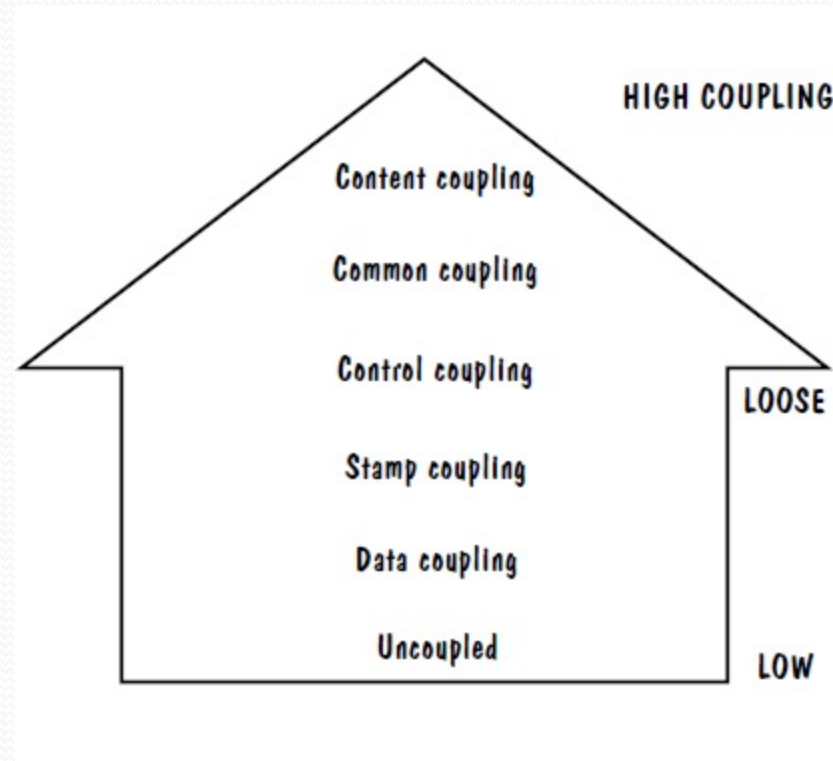 HIGH COUPLING
Content coupling
Common coupling
Control coupling
LOOSE
Stamp coupling
Data coupling
Uncoupled
LOW